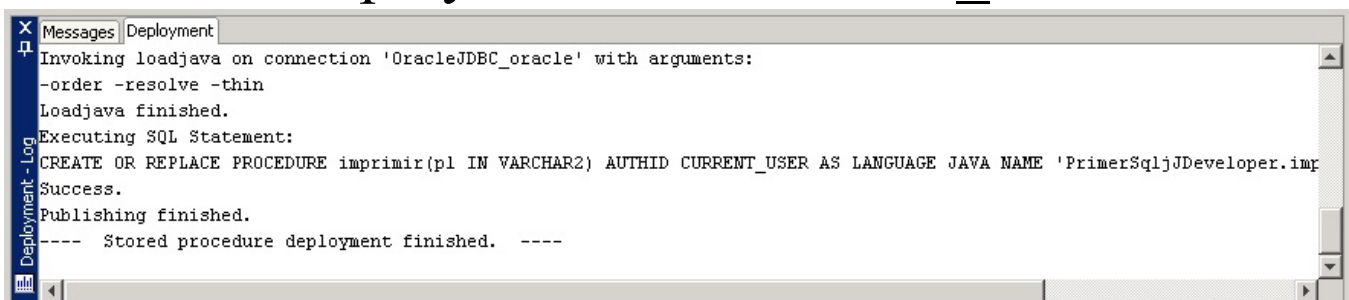 Messages Deployment
Invoking loadjava on connection 'OracleJDBC_oracle' with arguments:
-order -resolve -thin
Loadjava finished.
Executing SQL Statement:
CREATE OR REPLACE PROCEDURE imprimir(p1 IN VARCHAR2) AUTHID CURRENT_USER AS LANGUAGE JAVA NAME 'PrimerSqljJDeveloper.imp
Success.
Publishing finished.
---- Stored procedure deployment finished. ----
Deployment - Log